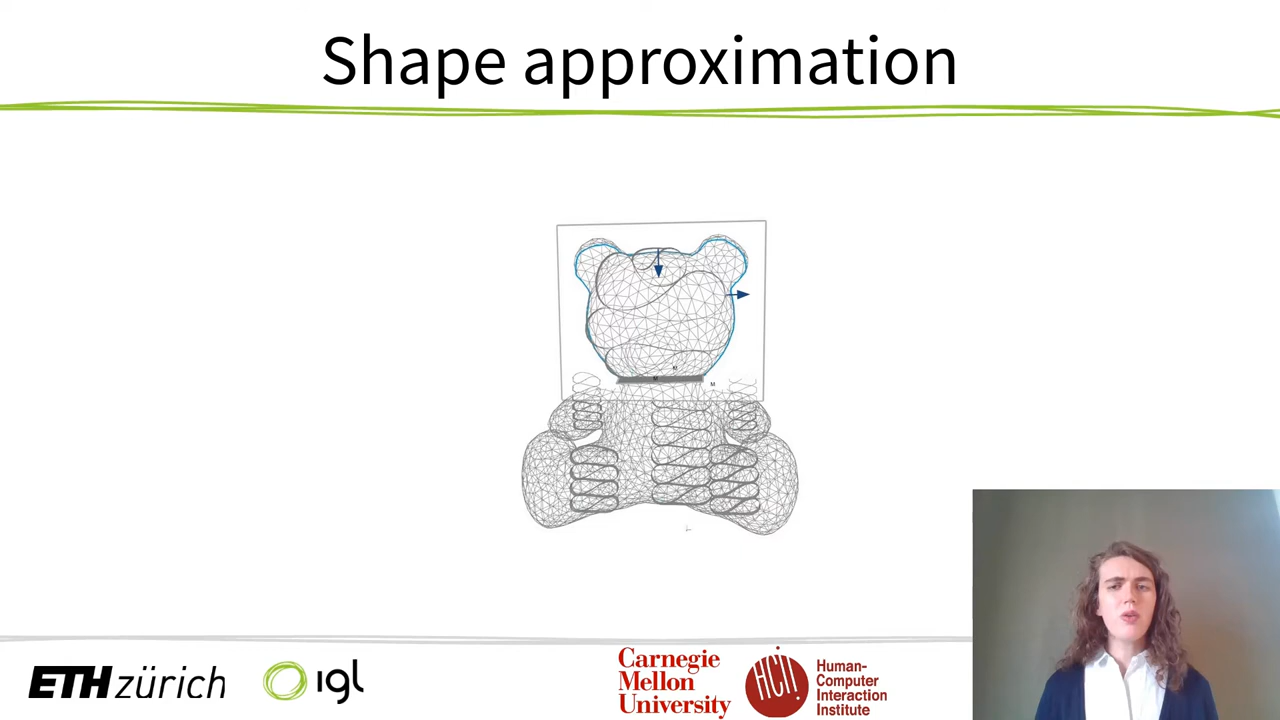 Shape approximation
M
M
M
ETH zürich
igl
Carnegie
Mellon
University
HCii
Human-
Computer
Interaction
Institute